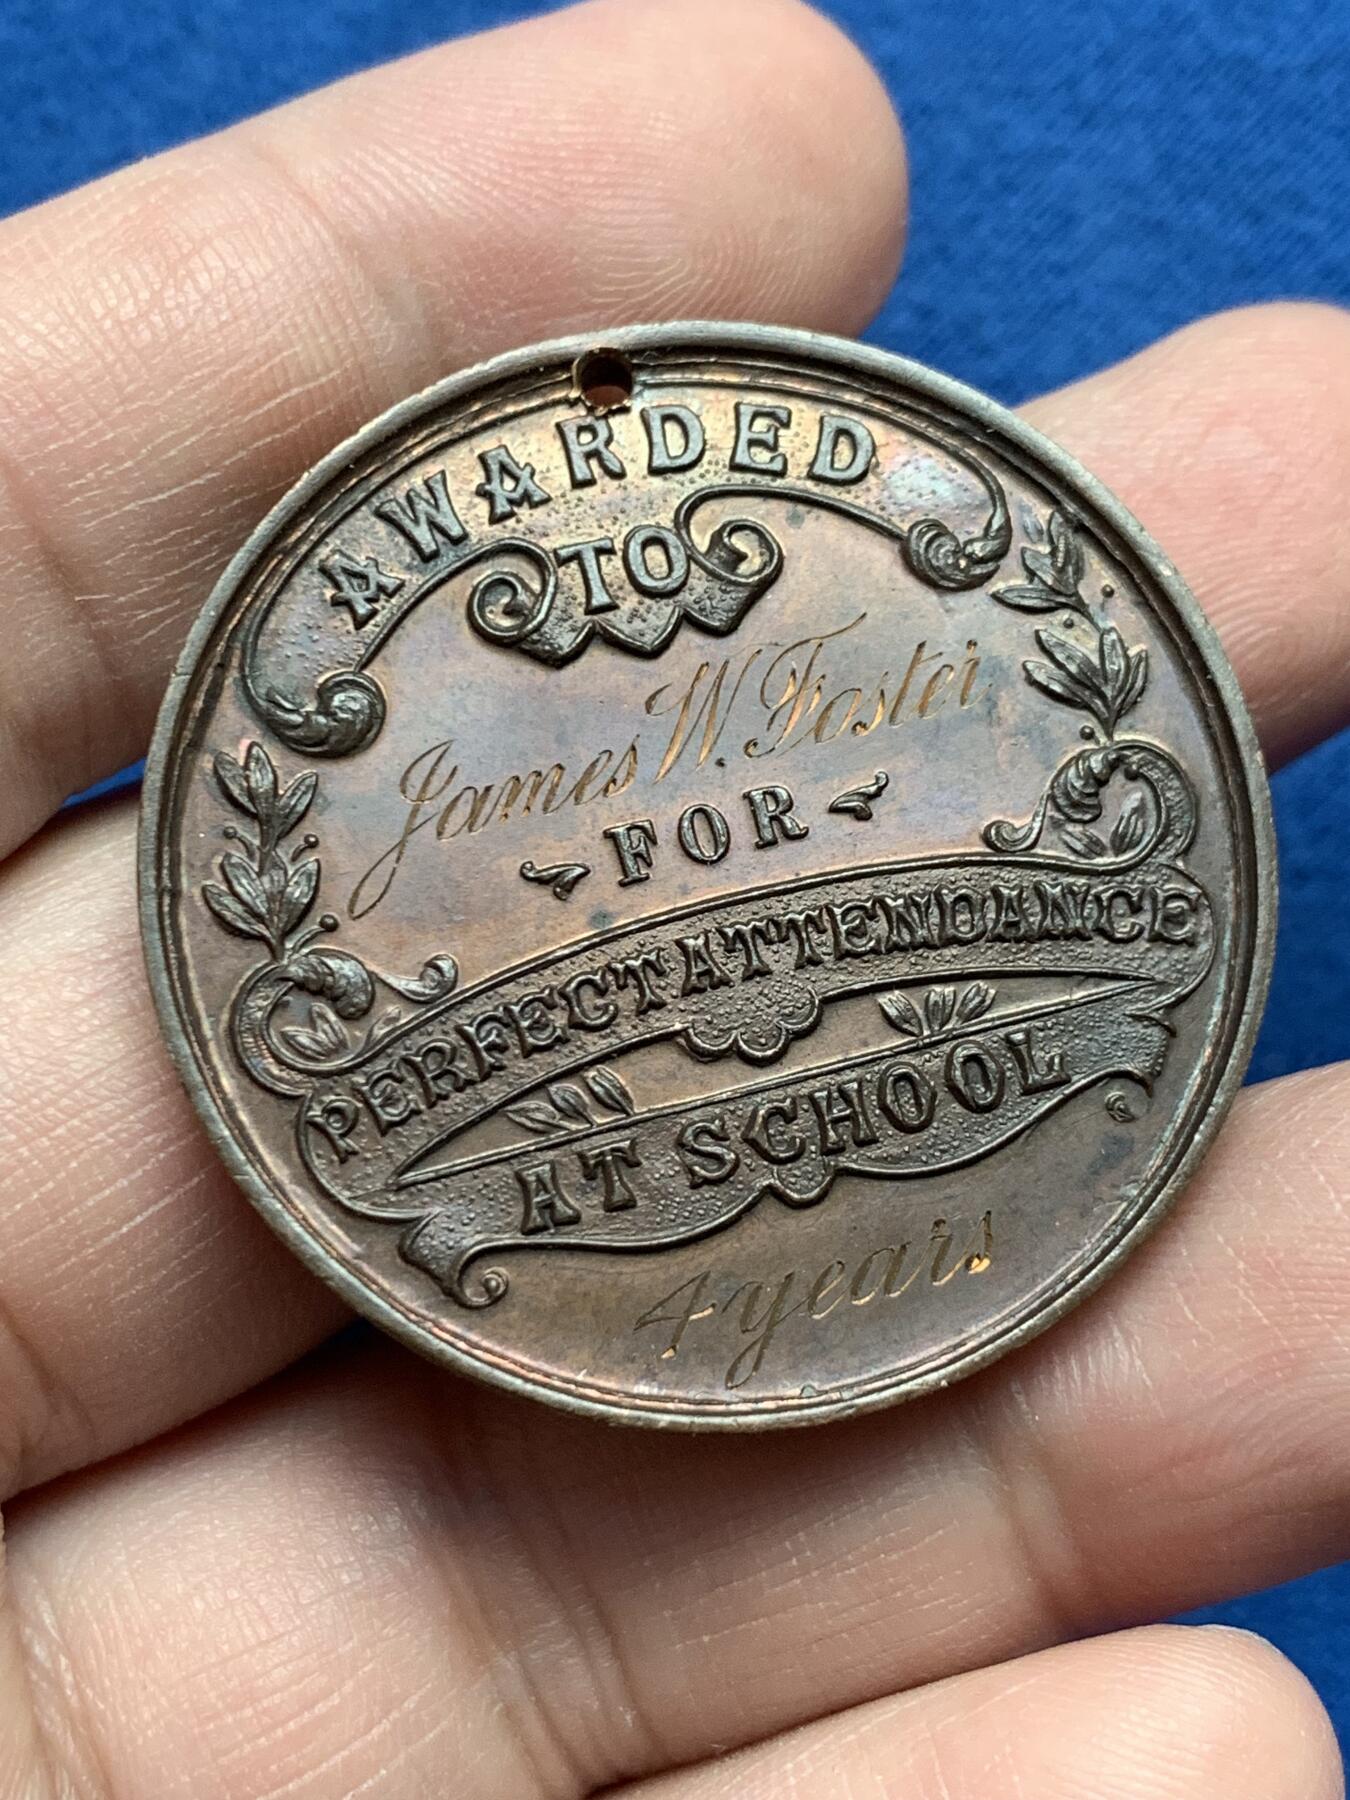 AWARDED
TO
James W. Foster
FOR
PERFECT ATTENDANCE
AT SCHOOL
4 years